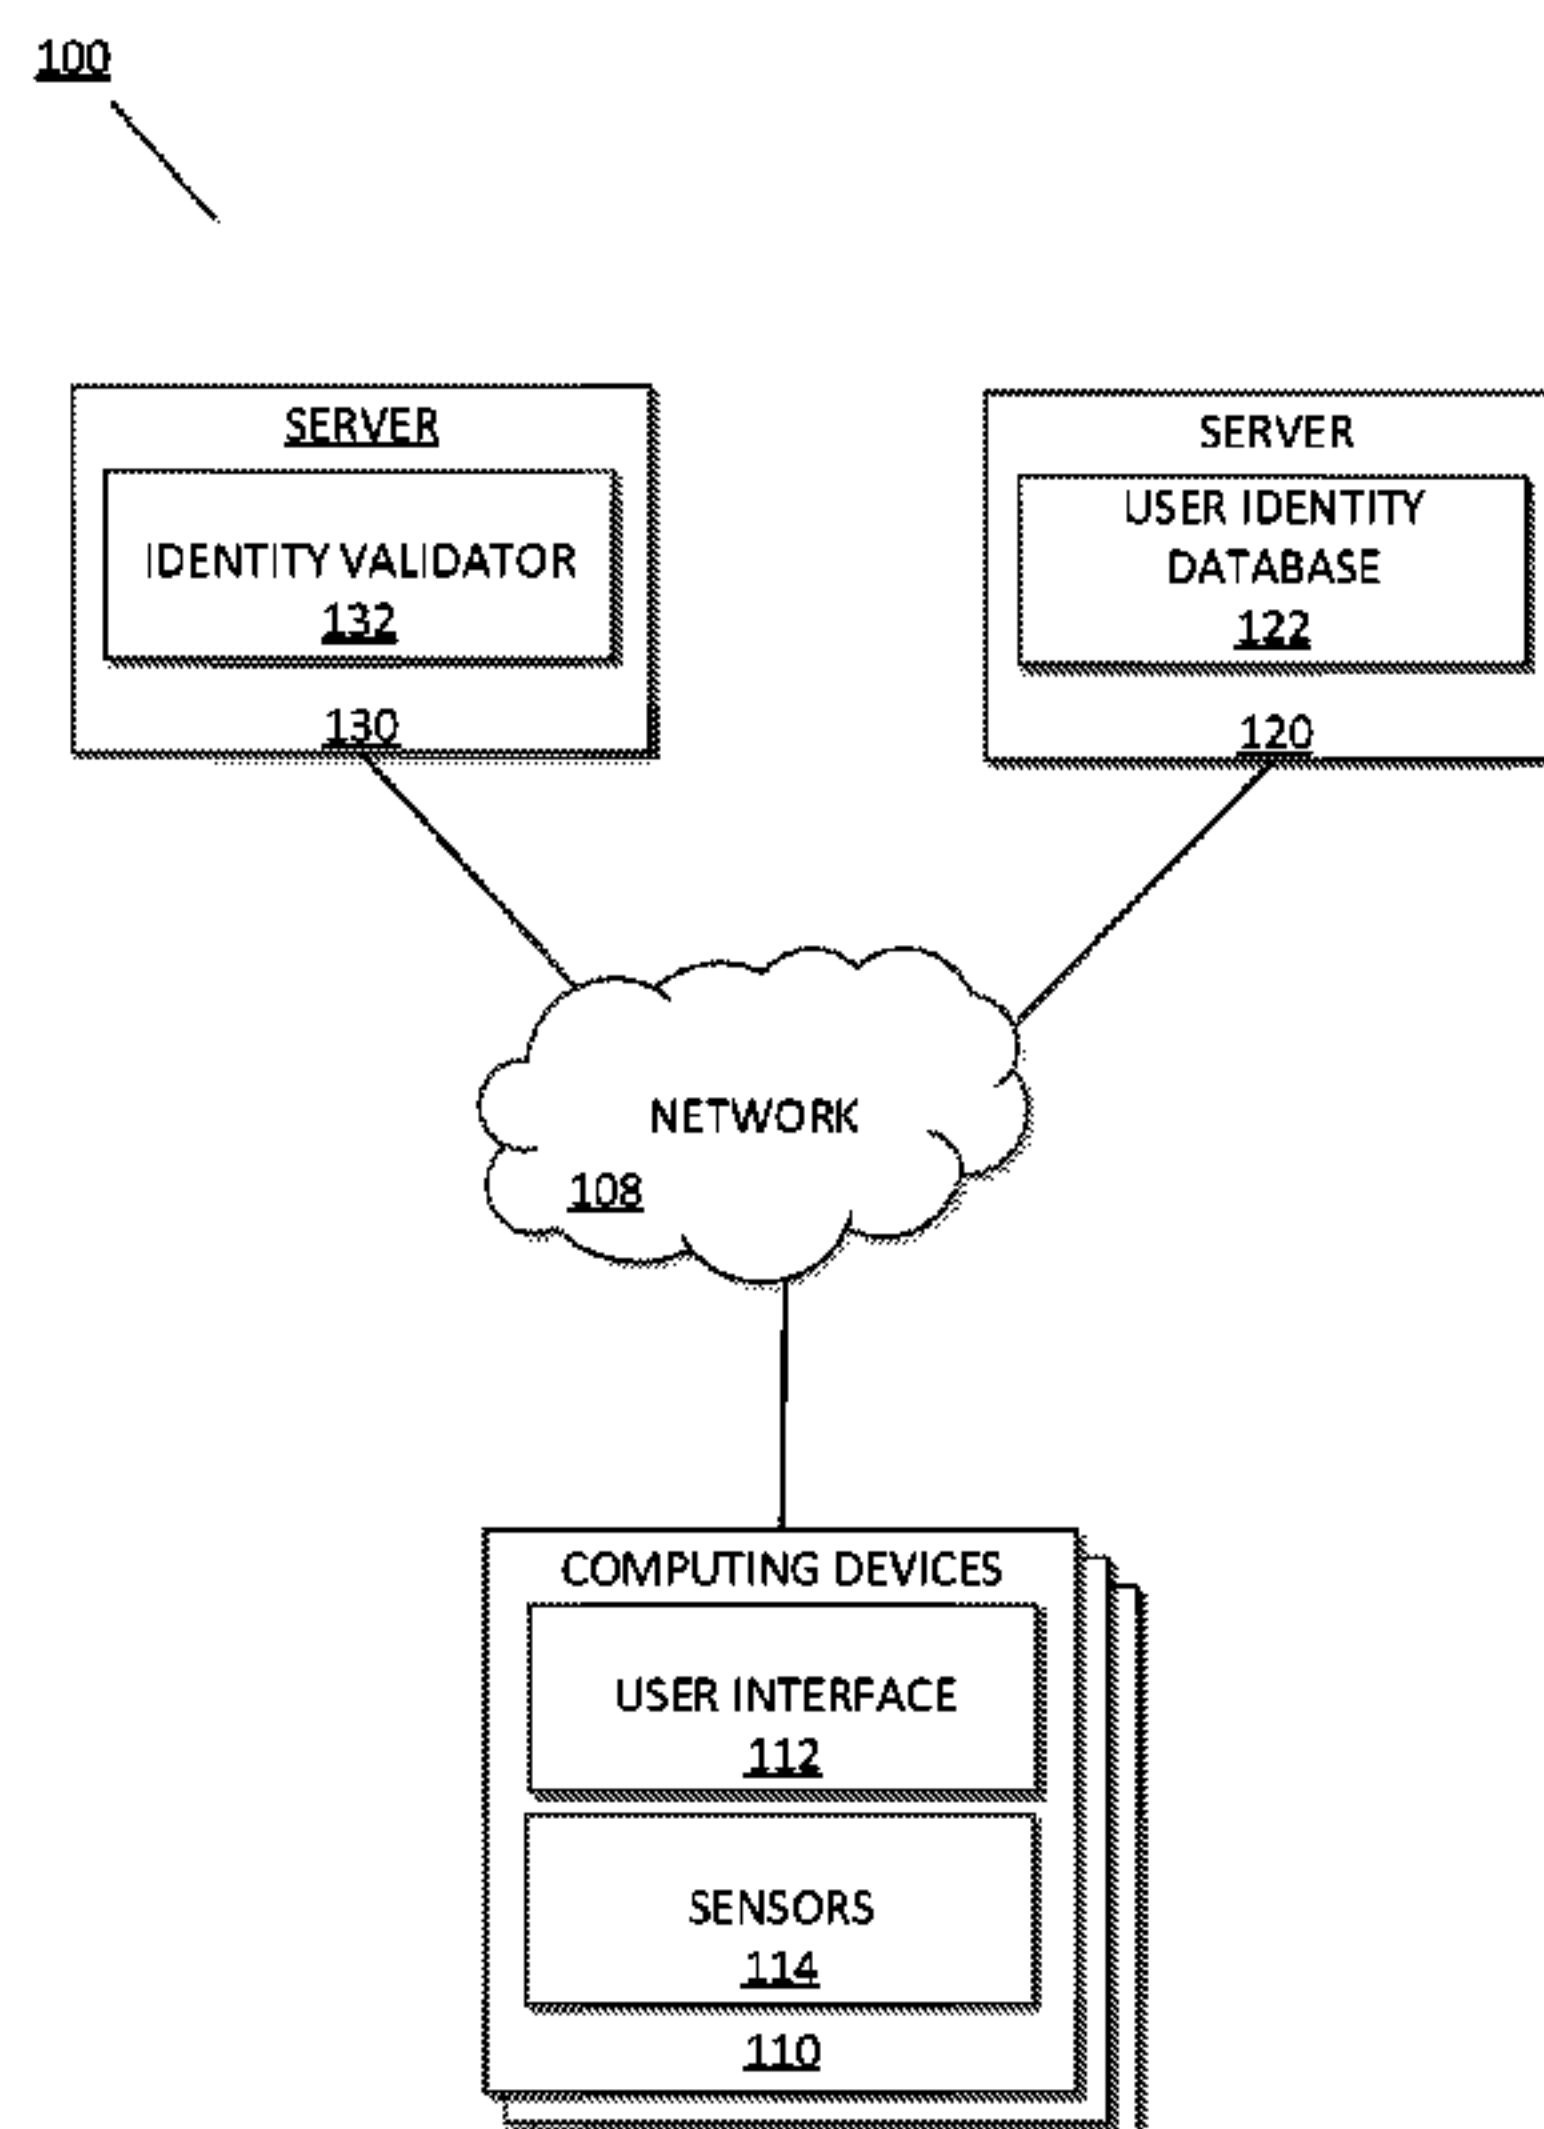 100
SERVER
IDENTITY VALIDATOR
132
130
SERVER
USER IDENTITY
DATABASE
122
120
NETWORK
108
COMPUTING DEVICES
USER INTERFACE
112
SENSORS
114
110